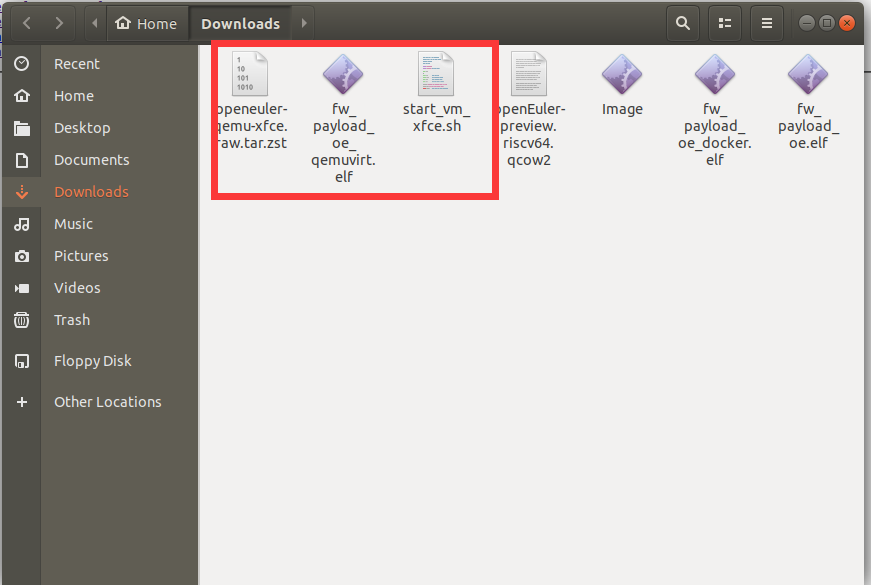 Home
Downloads
Recent
Home
Desktop
Documents
Downloads
Music
Pictures
Videos
Trash
Floppy Disk
Other Locations
1
10
101
1010
openeuler-
qemu-xfce.
raw.tar.zst
fw_
payload_
oe_
qemuvirt.
elf
start_vm_
xfce.sh
openEuler-
preview.
riscv64.
qcow2
Image
fw_
payload_
oe_docker.
elf
fw_
payload_
oe.elf